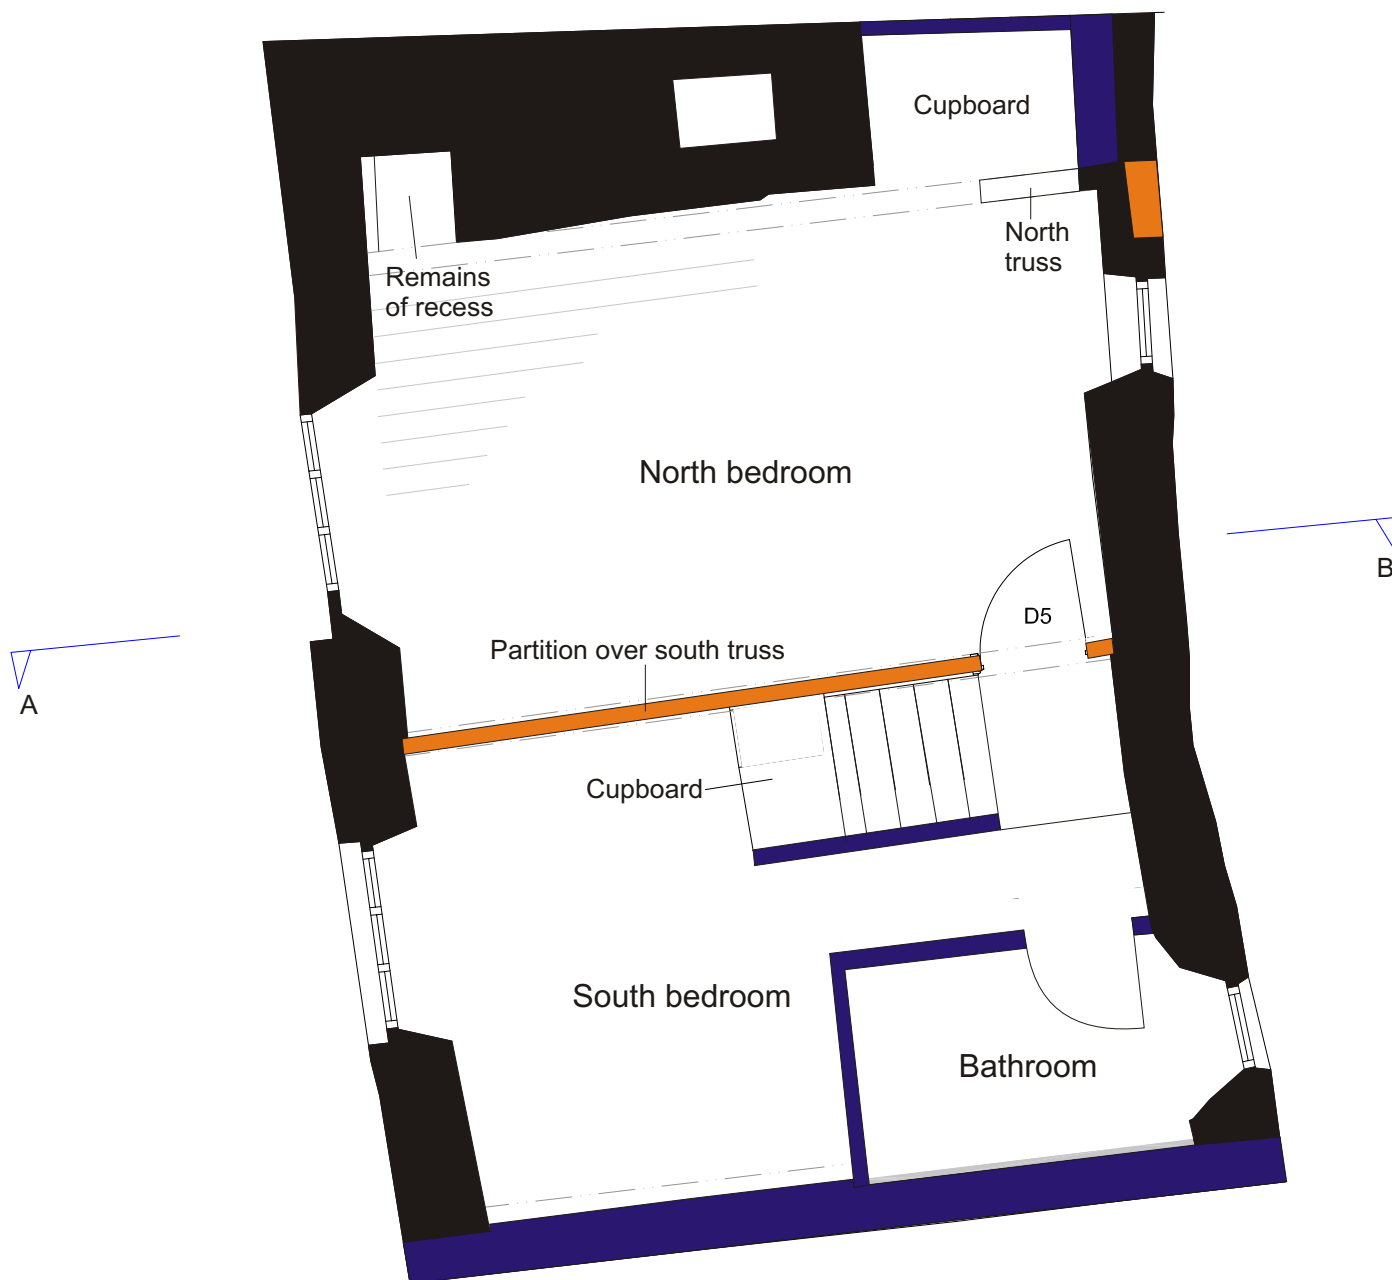 Cupboard
North
truss
Remains
of recess
North bedroom
B
D5
Partition over south truss
A
Cupboard
South bedroom
Bathroom